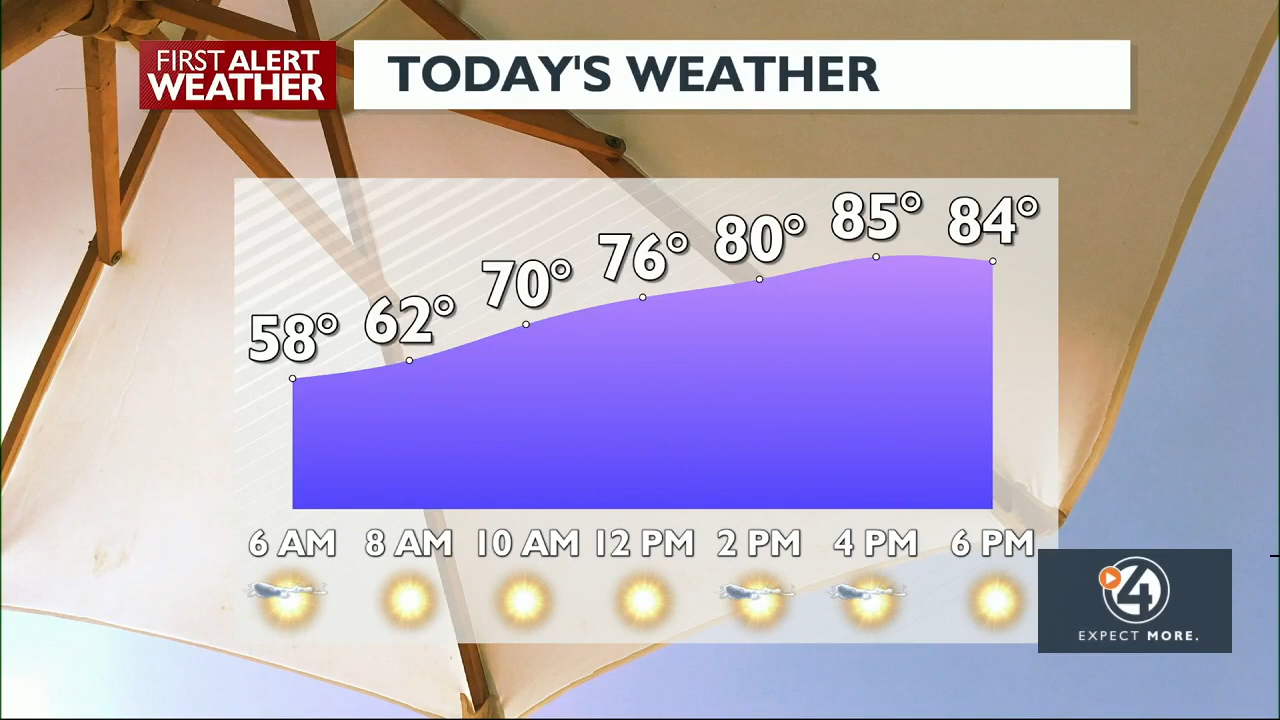 FIRST ALERT
WEATHER
TODAY'S WEATHER
58° 62° 70° 76° 80° 85° 84°
6 AM 8 AM 10 AM 12 PM 2 PM 4 PM 6 PM
4
EXPECT MORE.